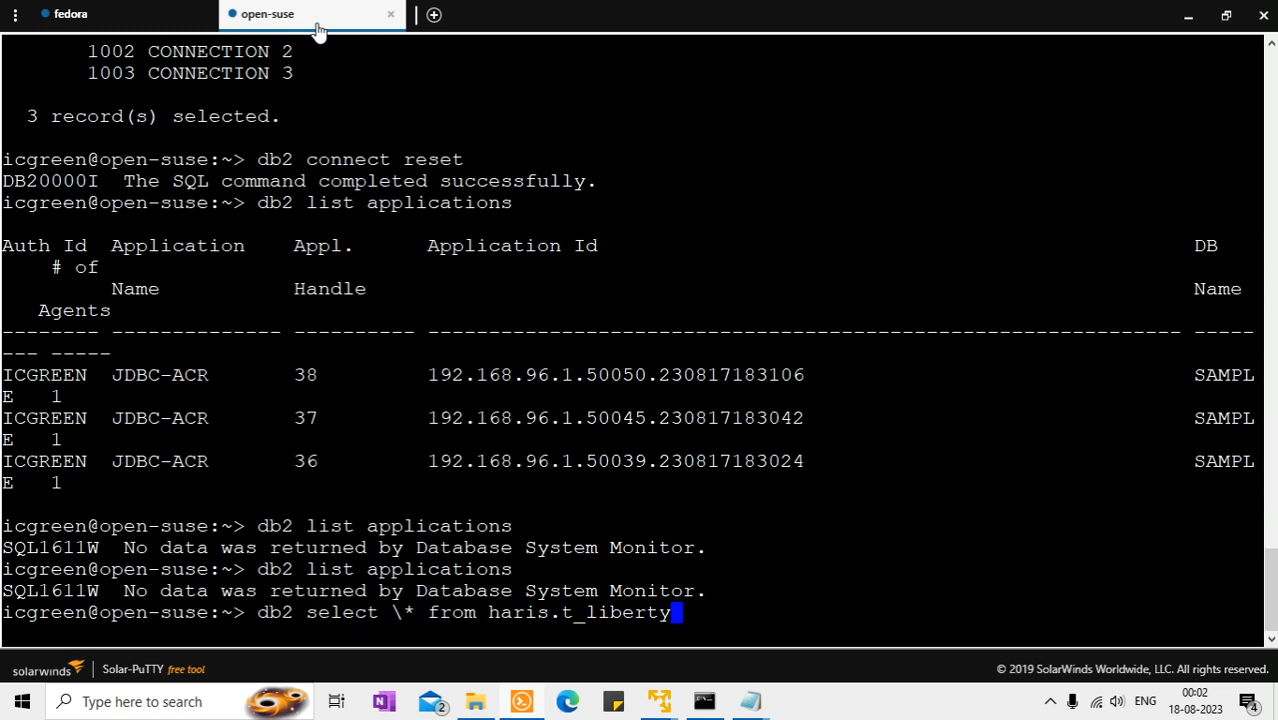 fedora
open-suse
1002 CONNECTION 2
1003 CONNECTION 3
3 record(s) selected.
icgreen@open-suse:~> db2 connect reset
DB20000I  The SQL command completed successfully.
icgreen@open-suse:~> db2 list applications
Auth Id  Application    Appl.      Application Id                                                 DB
    # of
         Name           Handle                                                                    Name
   Agents
-------- -------------- ---------- -------------------------------------------------------------- -----
--- -----
ICGREEN  JDBC-ACR       38         192.168.96.1.50050.230817183106                                SAMPL
E   1
ICGREEN  JDBC-ACR       37         192.168.96.1.50045.230817183042                                SAMPL
E   1
ICGREEN  JDBC-ACR       36         192.168.96.1.50039.230817183024                                SAMPL
E   1
icgreen@open-suse:~> db2 list applications
SQL1611W  No data was returned by Database System Monitor.
icgreen@open-suse:~> db2 list applications
SQL1611W  No data was returned by Database System Monitor.
icgreen@open-suse:~> db2 select \* from haris.t_liberty
solarwinds Solar-PuTTY free tool © 2019 SolarWinds Worldwide, LLC. All rights reserved.
Type here to search 2 ENG 00:02 18-08-2023 4